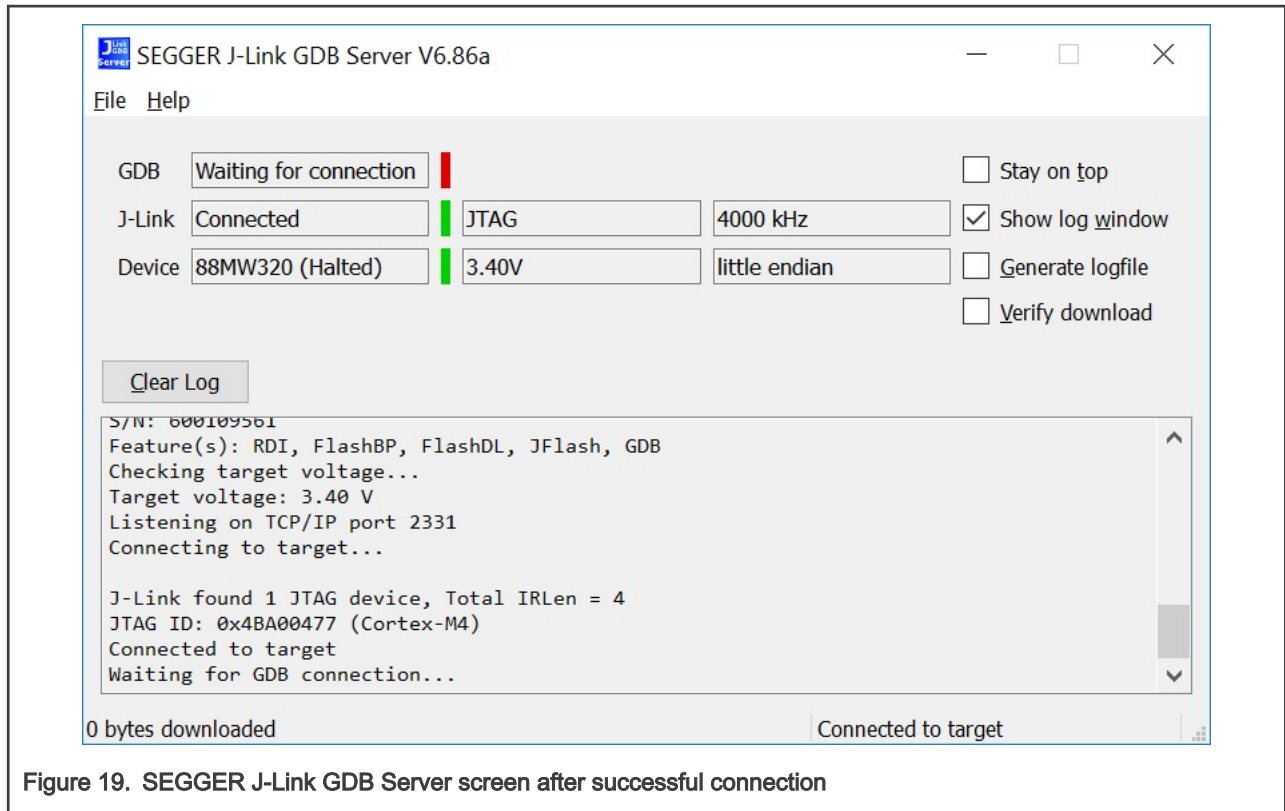 J-Link GDB Server
SEGGER J-Link GDB Server V6.86a
File Help
GDB Waiting for connection Stay on top
J-Link Connected JTAG 4000 kHz Show log window
Device 88MW320 (Halted) 3.40V little endian Generate logfile
Verify download
Clear Log
S/N: 600109561
Feature(s): RDI, FlashBP, FlashDL, JFlash, GDB
Checking target voltage...
Target voltage: 3.40 V
Listening on TCP/IP port 2331
Connecting to target...
J-Link found 1 JTAG device, Total IRLen = 4
JTAG ID: 0x4BA00477 (Cortex-M4)
Connected to target
Waiting for GDB connection...
0 bytes downloaded Connected to target
Figure 19. SEGGER J-Link GDB Server screen after successful connection